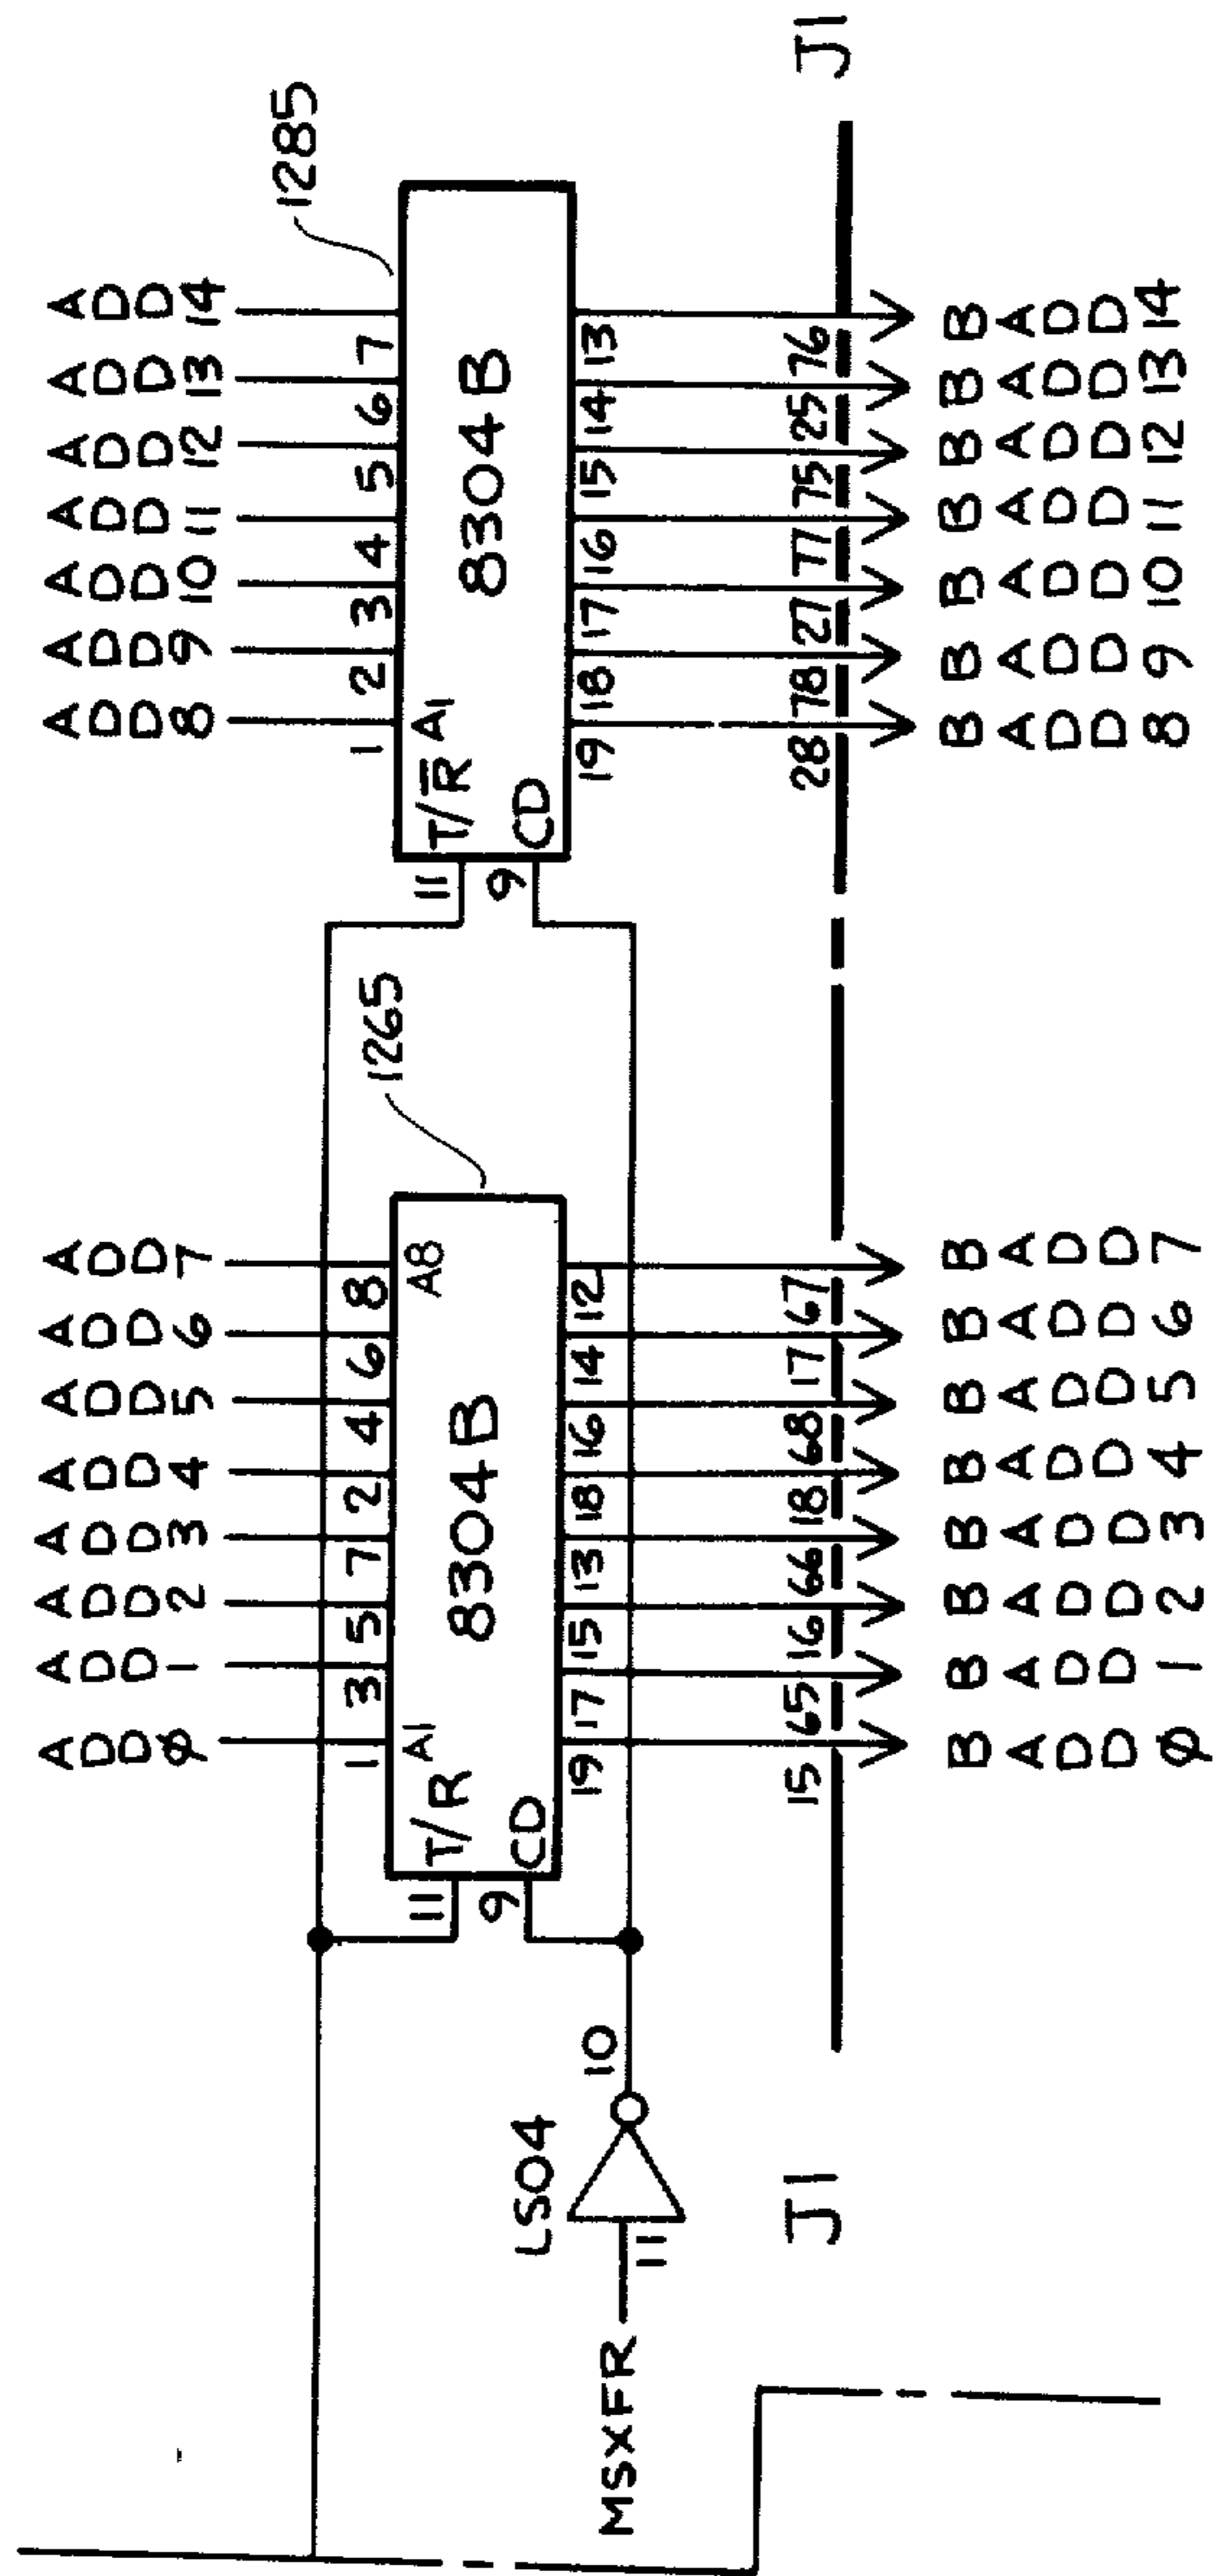 ADDØ
ADD1
ADD2
ADD3
ADD4
ADD5
ADD6
ADD7
ADD8
ADD9
ADD10
ADD11
ADD12
ADD13
ADD14
1 3 5 7 2 4 6 8
A1 A8
T/R
8304B
CD
11
9
19 17 15 13 18 16 14 12
1265
1 2 3 4 5 6 7
A1
T/R̅
8304B
CD
11
9
19 18 17 16 15 14 13
1285
LS04
MSXFR
11
10
J1
15 65 16 66 18 68 17 67
28 78 27 77 75 25 76
J1
BADDØ
BADD1
BADD2
BADD3
BADD4
BADD5
BADD6
BADD7
BADD8
BADD9
BADD10
BADD11
BADD12
BADD13
BADD14